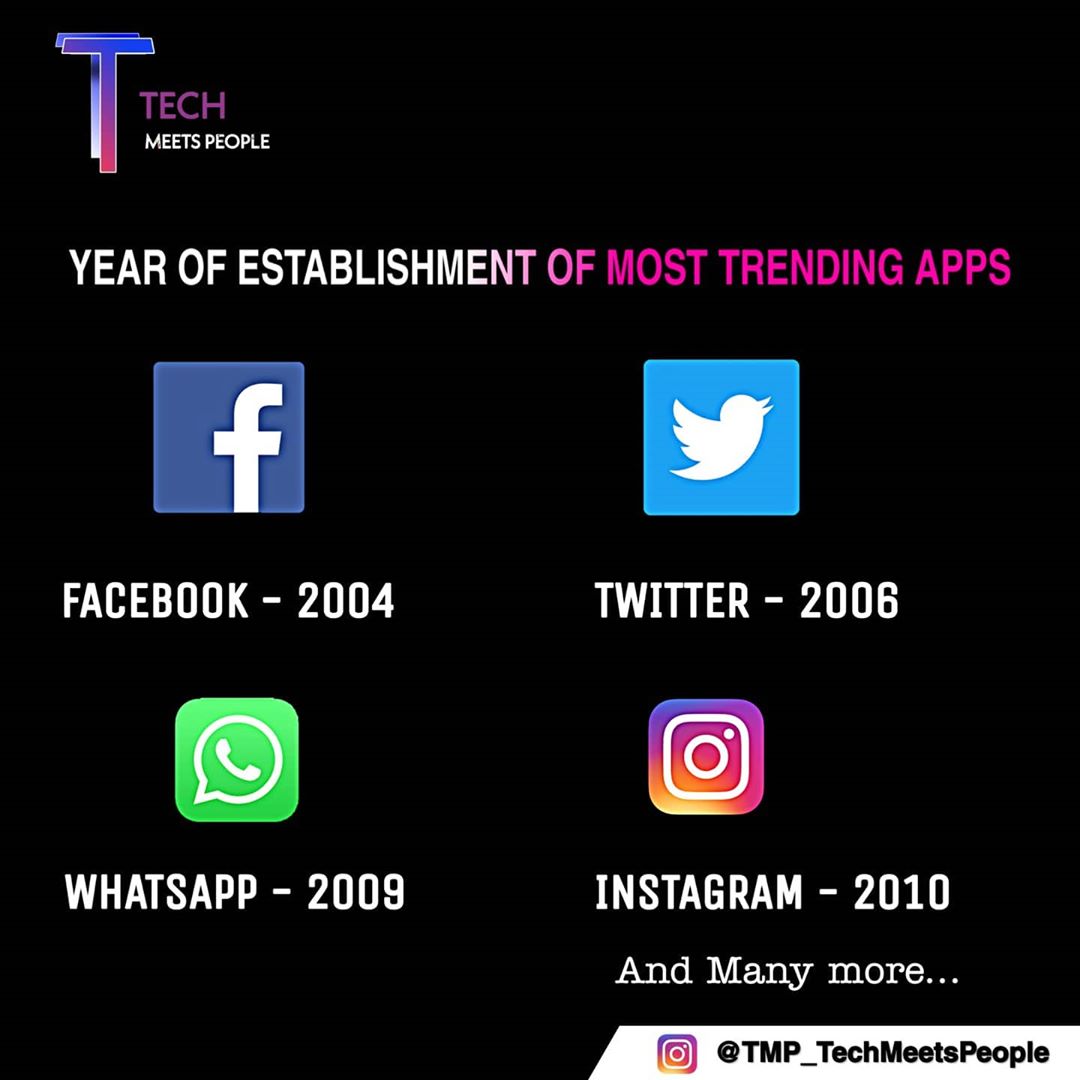 T
TECH
MEETS PEOPLE
YEAR OF ESTABLISHMENT OF MOST TRENDING APPS
f
FACEBOOK - 2004
TWITTER - 2006
WHATSAPP - 2009
INSTAGRAM - 2010
And Many more...
@TMP_TechMeetsPeople